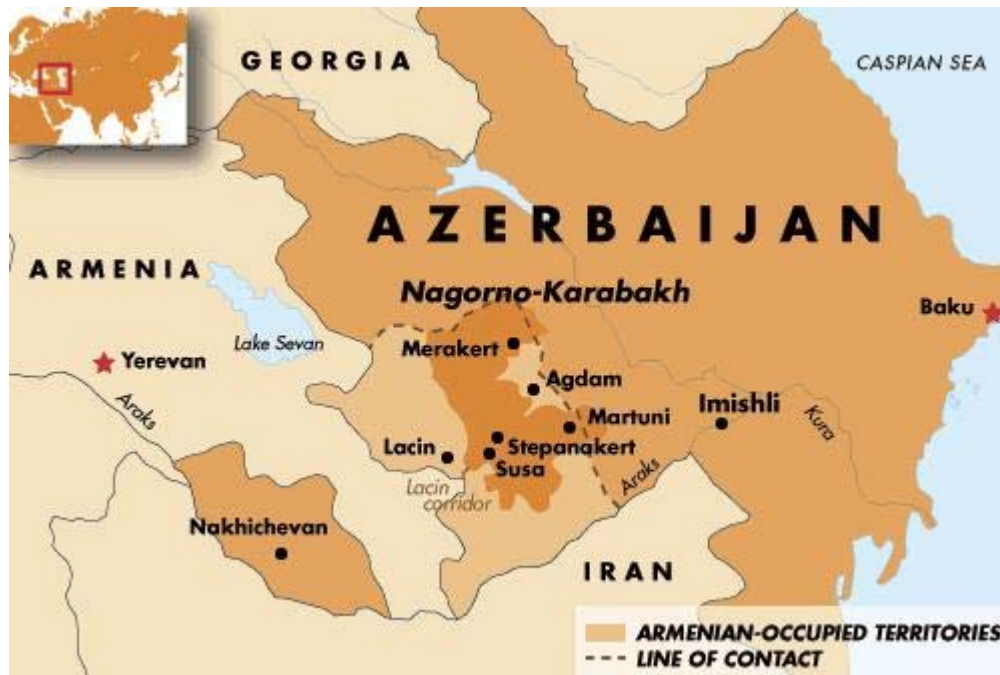 GEORGIA
CASPIAN SEA
AZERBAIJAN
ARMENIA
Nagorno-Karabakh
Baku
Lake Sevan
Merakert
Yerevan
Agdam
Araks
Martuni
Imishli
Kura
Lacin
Stepanakert
Susa
Araks
Lacin
corridor
Nakhichevan
IRAN
ARMENIAN-OCCUPIED TERRITORIES
LINE OF CONTACT